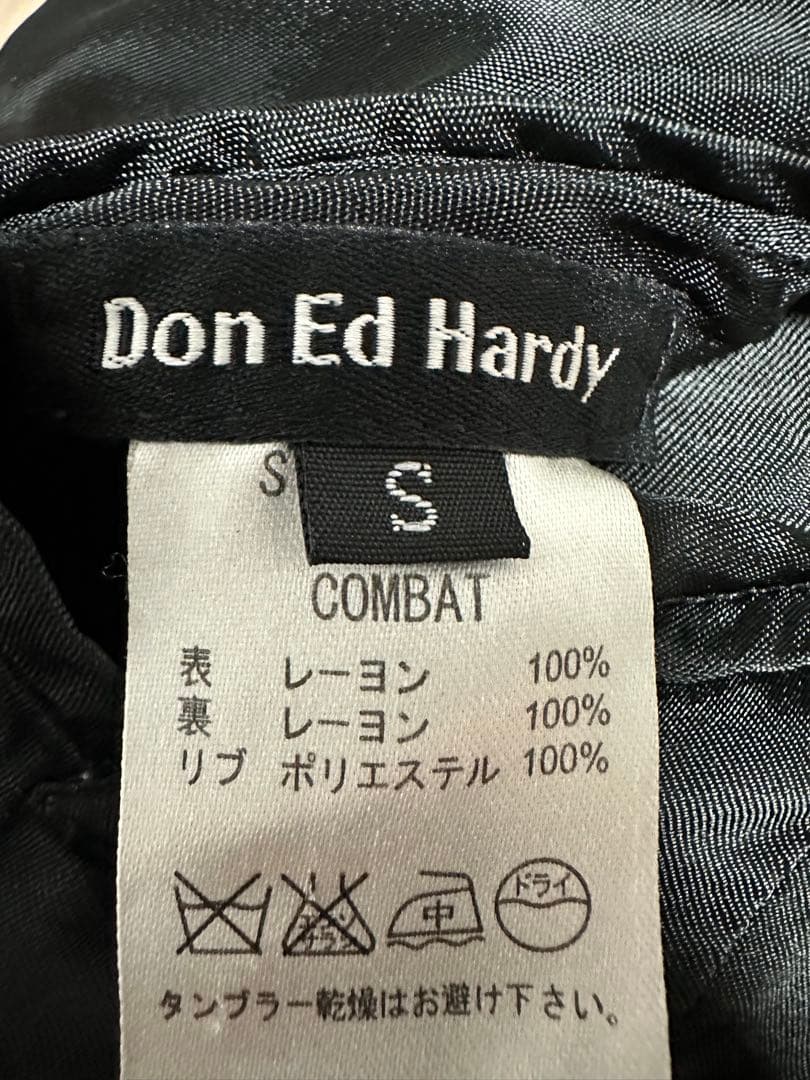 Don Ed Hardy
S S
COMBAT
表 レーヨン 100%
裏 レーヨン 100%
リブ ポリエステル 100%
中 ドライ
タンブラー乾燥はお避け下さい。